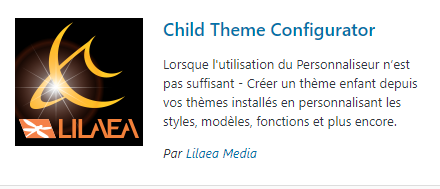 Child Theme Configurator
Lorsque l'utilisation du Personnaliseur n'est
pas suffisant - Créer un thème enfant depuis
vos thèmes installés en personnalisant les
styles, modèles, fonctions et plus encore.
Par Lilaea Media
LILAEA